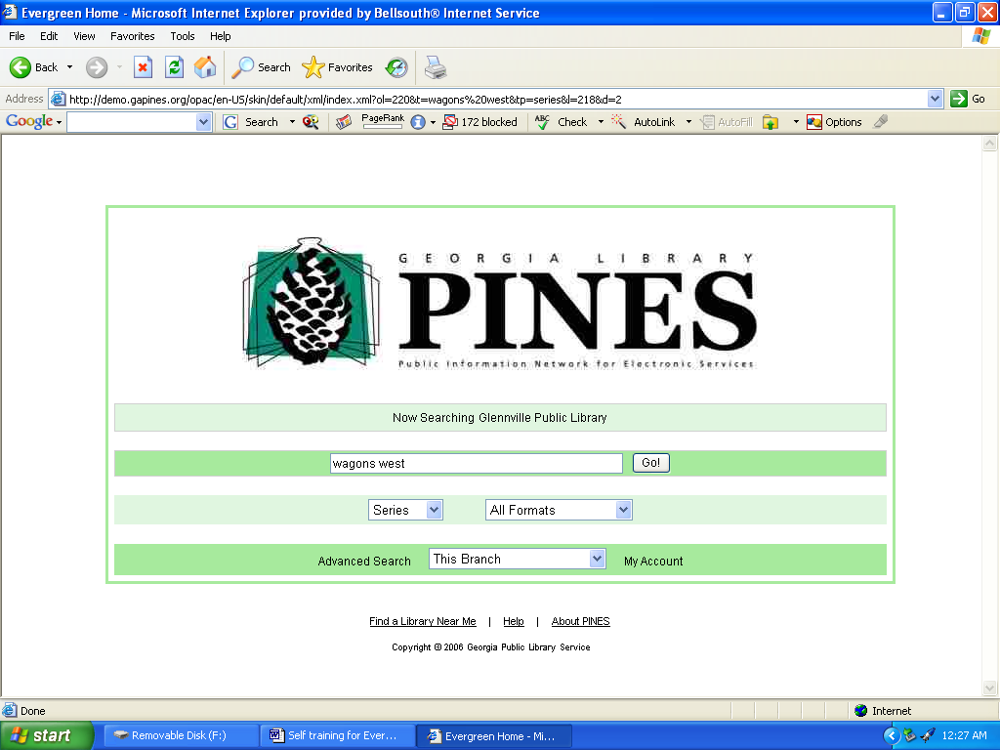 Evergreen Home - Microsoft Internet Explorer provided by Bellsouth® Internet Service
File Edit View Favorites Tools Help
Back Search Favorites
Address http://demo.gapines.org/opac/en-US/skin/default/xml/index.xml?ol=220&t=wagons%20west&tp=series&l=218&d=2 Go
Google G Search PageRank 172 blocked ABC Check AutoLink AutoFill Options
GEORGIA LIBRARY
PINES
Public Information Network for Electronic Services
Now Searching Glennville Public Library
wagons west Go!
Series All Formats
Advanced Search This Branch My Account
Find a Library Near Me | Help | About PINES
Copyright © 2006 Georgia Public Library Service
Done Internet
start Removable Disk (F:) Self training for Ever... Evergreen Home - Mi... 12:27 AM